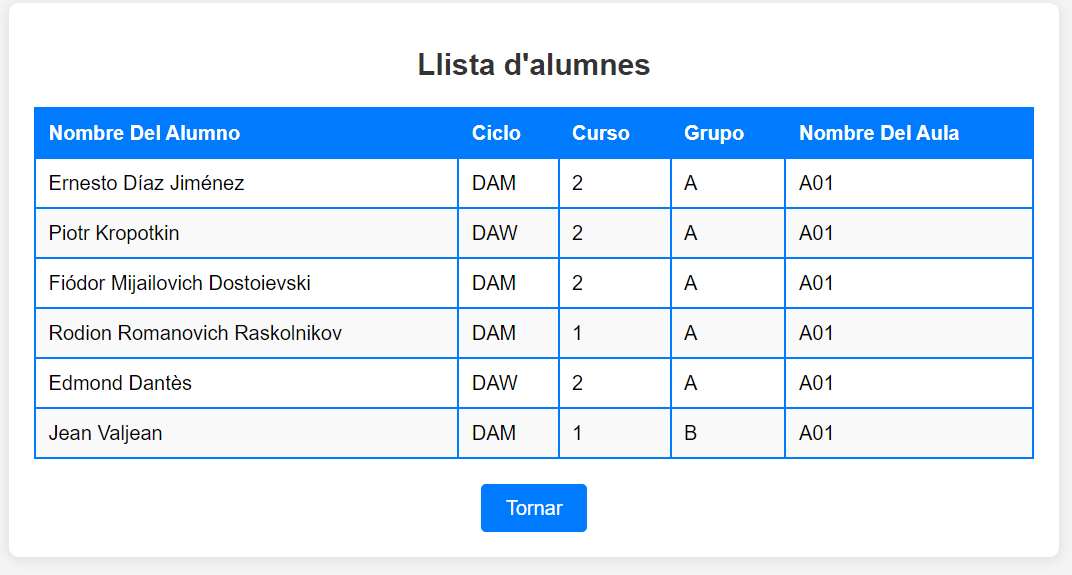 Llista d'alumnes
Nombre Del Alumno Ciclo Curso Grupo Nombre Del Aula
Ernesto Díaz Jiménez DAM 2 A A01
Piotr Kropotkin DAW 2 A A01
Fiódor Mijailovich Dostoievski DAM 2 A A01
Rodion Romanovich Raskolnikov DAM 1 A A01
Edmond Dantès DAW 2 A A01
Jean Valjean DAM 1 B A01
Tornar